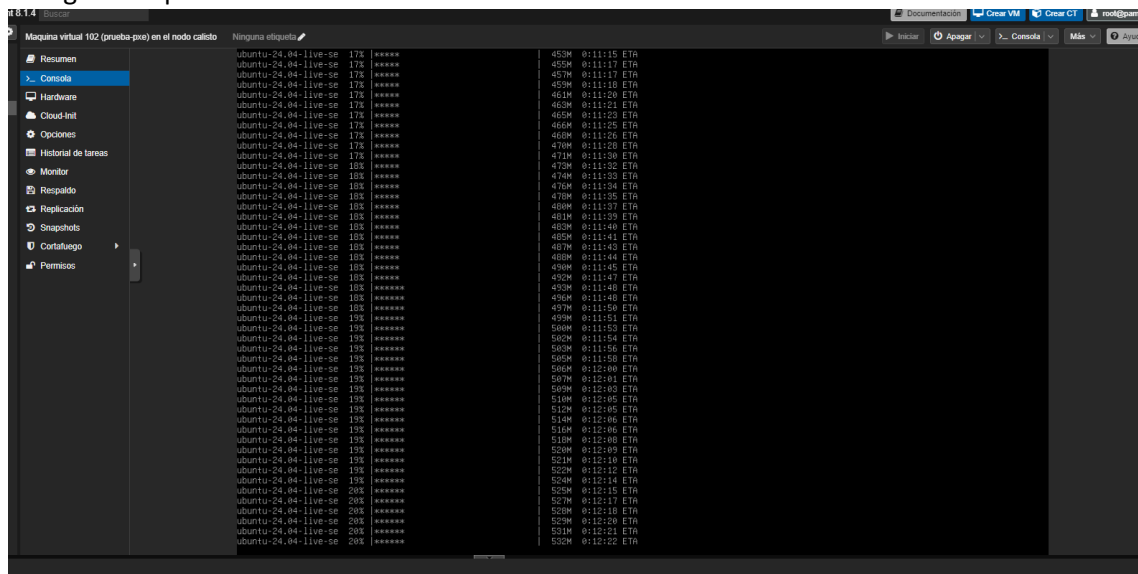 nt 8.1.4 Buscar Documentación Crear VM Crear CT root@pam
Maquina virtual 102 (prueba-pxe) en el nodo calisto Ninguna etiqueta Iniciar Apagar >_ Consola Más Ayu
Resumen
>_ Consola
Hardware
Cloud-Init
Opciones
Historial de tareas
Monitor
Respaldo
Replicación
Snapshots
Cortafuego
Permisos
ubuntu-24.04-live-se 17% |***** | 453M 0:11:15 ETA
ubuntu-24.04-live-se 17% |***** | 455M 0:11:17 ETA
ubuntu-24.04-live-se 17% |***** | 457M 0:11:17 ETA
ubuntu-24.04-live-se 17% |***** | 459M 0:11:18 ETA
ubuntu-24.04-live-se 17% |***** | 461M 0:11:20 ETA
ubuntu-24.04-live-se 17% |***** | 463M 0:11:21 ETA
ubuntu-24.04-live-se 17% |***** | 465M 0:11:23 ETA
ubuntu-24.04-live-se 17% |***** | 466M 0:11:25 ETA
ubuntu-24.04-live-se 17% |***** | 468M 0:11:26 ETA
ubuntu-24.04-live-se 17% |***** | 470M 0:11:28 ETA
ubuntu-24.04-live-se 17% |***** | 471M 0:11:30 ETA
ubuntu-24.04-live-se 18% |***** | 473M 0:11:32 ETA
ubuntu-24.04-live-se 18% |***** | 474M 0:11:33 ETA
ubuntu-24.04-live-se 18% |***** | 476M 0:11:34 ETA
ubuntu-24.04-live-se 18% |***** | 478M 0:11:35 ETA
ubuntu-24.04-live-se 18% |***** | 480M 0:11:37 ETA
ubuntu-24.04-live-se 18% |***** | 481M 0:11:39 ETA
ubuntu-24.04-live-se 18% |***** | 483M 0:11:40 ETA
ubuntu-24.04-live-se 18% |***** | 485M 0:11:41 ETA
ubuntu-24.04-live-se 18% |***** | 487M 0:11:43 ETA
ubuntu-24.04-live-se 18% |***** | 488M 0:11:44 ETA
ubuntu-24.04-live-se 18% |***** | 490M 0:11:45 ETA
ubuntu-24.04-live-se 18% |***** | 492M 0:11:47 ETA
ubuntu-24.04-live-se 18% |****** | 493M 0:11:48 ETA
ubuntu-24.04-live-se 18% |****** | 496M 0:11:48 ETA
ubuntu-24.04-live-se 18% |****** | 497M 0:11:50 ETA
ubuntu-24.04-live-se 19% |****** | 499M 0:11:51 ETA
ubuntu-24.04-live-se 19% |****** | 500M 0:11:53 ETA
ubuntu-24.04-live-se 19% |****** | 502M 0:11:54 ETA
ubuntu-24.04-live-se 19% |****** | 503M 0:11:56 ETA
ubuntu-24.04-live-se 19% |****** | 505M 0:11:58 ETA
ubuntu-24.04-live-se 19% |****** | 506M 0:12:00 ETA
ubuntu-24.04-live-se 19% |****** | 507M 0:12:01 ETA
ubuntu-24.04-live-se 19% |****** | 509M 0:12:03 ETA
ubuntu-24.04-live-se 19% |****** | 510M 0:12:05 ETA
ubuntu-24.04-live-se 19% |****** | 512M 0:12:05 ETA
ubuntu-24.04-live-se 19% |****** | 514M 0:12:06 ETA
ubuntu-24.04-live-se 19% |****** | 516M 0:12:06 ETA
ubuntu-24.04-live-se 19% |****** | 518M 0:12:08 ETA
ubuntu-24.04-live-se 19% |****** | 520M 0:12:09 ETA
ubuntu-24.04-live-se 19% |****** | 521M 0:12:10 ETA
ubuntu-24.04-live-se 19% |****** | 522M 0:12:12 ETA
ubuntu-24.04-live-se 19% |****** | 524M 0:12:14 ETA
ubuntu-24.04-live-se 20% |****** | 525M 0:12:15 ETA
ubuntu-24.04-live-se 20% |****** | 527M 0:12:17 ETA
ubuntu-24.04-live-se 20% |****** | 528M 0:12:18 ETA
ubuntu-24.04-live-se 20% |****** | 529M 0:12:20 ETA
ubuntu-24.04-live-se 20% |****** | 531M 0:12:21 ETA
ubuntu-24.04-live-se 20% |****** | 532M 0:12:22 ETA